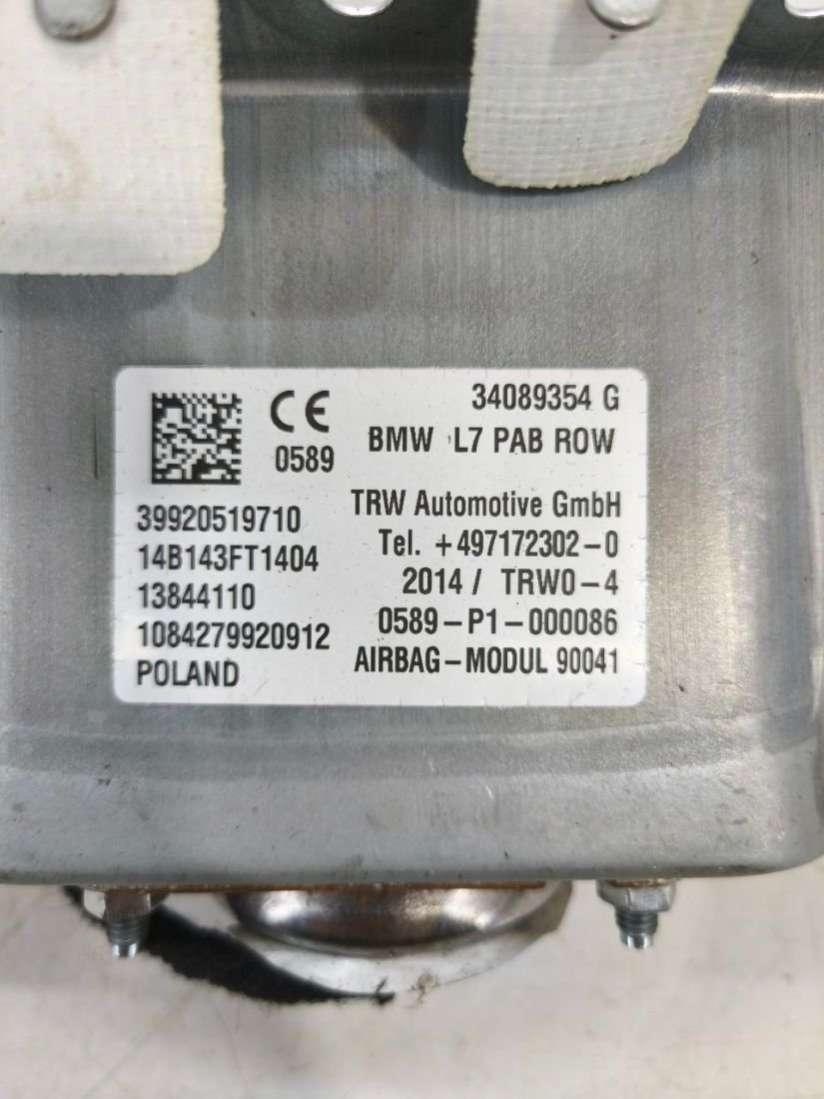 34089354 G
CE
0589
BMW L7 PAB ROW
39920519710
14B143FT1404
13844110
1084279920912
POLAND
TRW Automotive GmbH
Tel. +497172302-0
2014 / TRW0-4
0589-P1-000086
AIRBAG-MODUL 90041